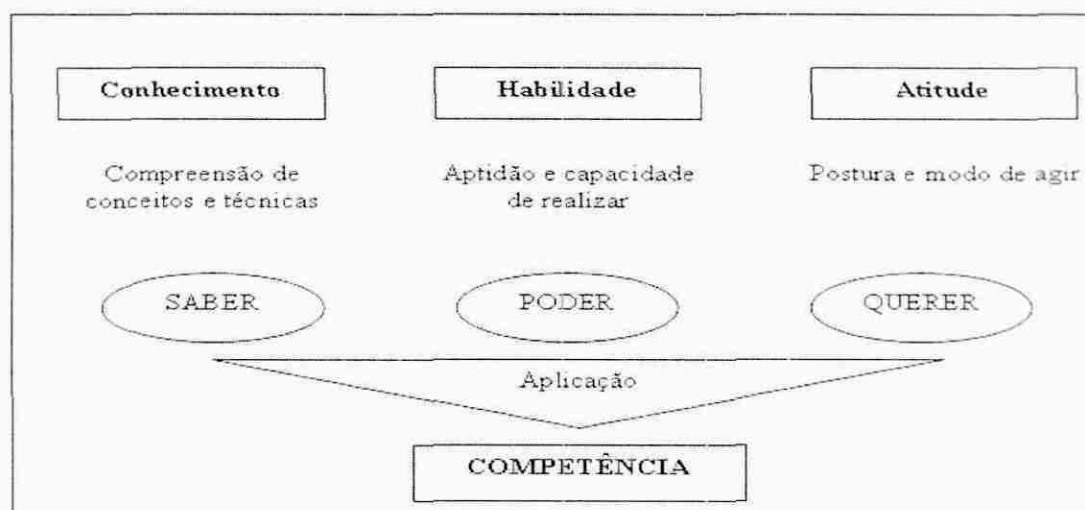 Conhecimento
Habilidade
Atitude
Compreensão de
conceitos e técnicas
Aptidão e capacidade
de realizar
Postura e modo de agir
SABER
PODER
QUERER
Aplicação
COMPETÊNCIA